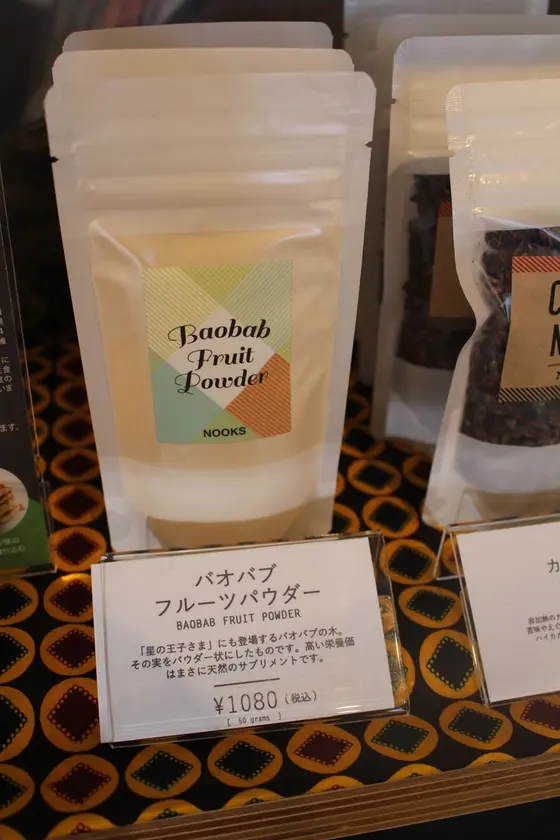 Baobab
Fruit
Powder
NOOKS
バオバブ
フルーツパウダー
BAOBAB FRUIT POWDER
「星の王子さま」にも登場するバオバブの木。
その実をパウダー状にしたものです。高い栄養価
はまさに天然のサプリメントです。
¥1080(税込)
[ 50 grams ]